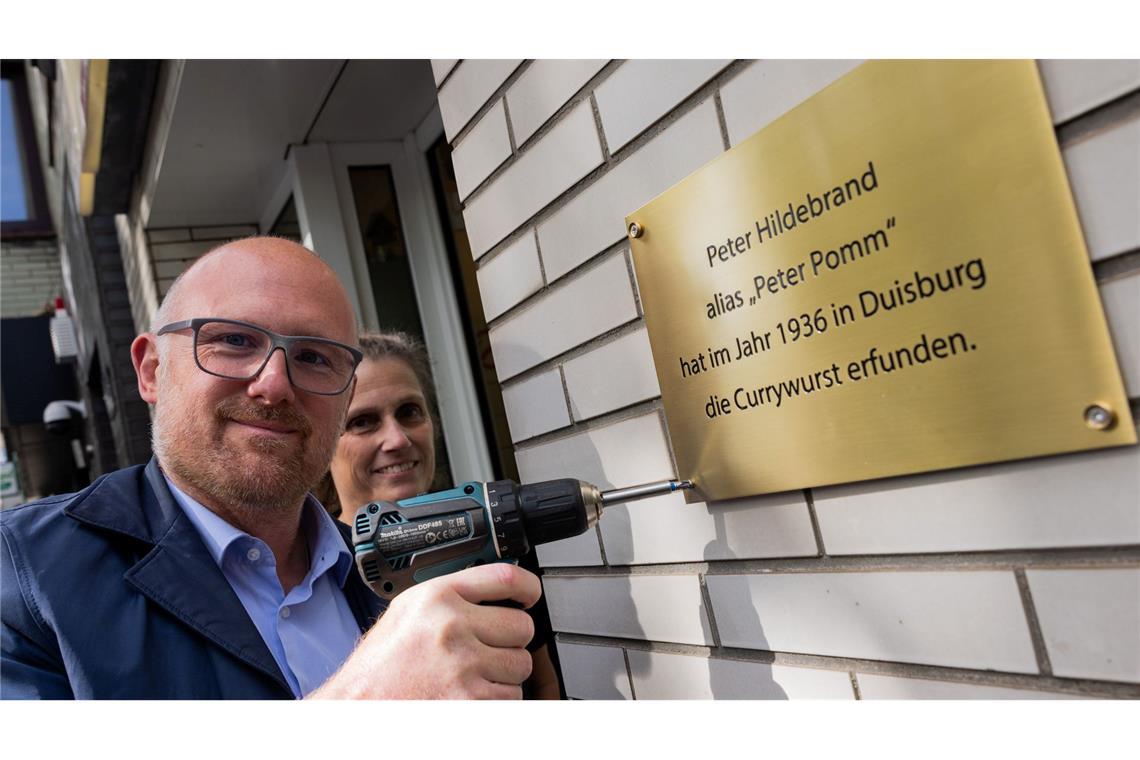 Peter Hildebrand
alias „Peter Pomm“
hat im Jahr 1936 in Duisburg
die Currywurst erfunden.
makita
DDF485